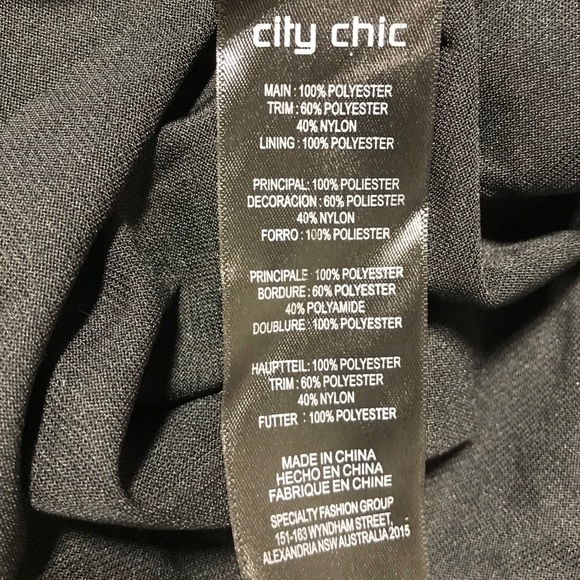 city chic
MAIN : 100% POLYESTER
TRIM : 60% POLYESTER
40% NYLON
LINING : 100% POLYESTER
PRINCIPAL: 100% POLIESTER
DECORACION : 60% POLYESTER
40% NYLON
FORRO : 100% POLIESTER
PRINCIPALE 100% POLYESTER
BORDURE : 60% POLYESTER
40% POLYAMIDE
DOUBLURE : 100% POLYESTER
HAUPTTEIL: 100% POLYESTER
TRIM : 60% POLYESTER
40% NYLON
FUTTER : 100% POLYESTER
MADE IN CHINA
HECHO EN CHINA
FABRIQUE EN CHINE
SPECIALTY FASHION GROUP
151-163 WYNDHAM STREET,
ALEXANDRIA NSW AUSTRALIA 2015